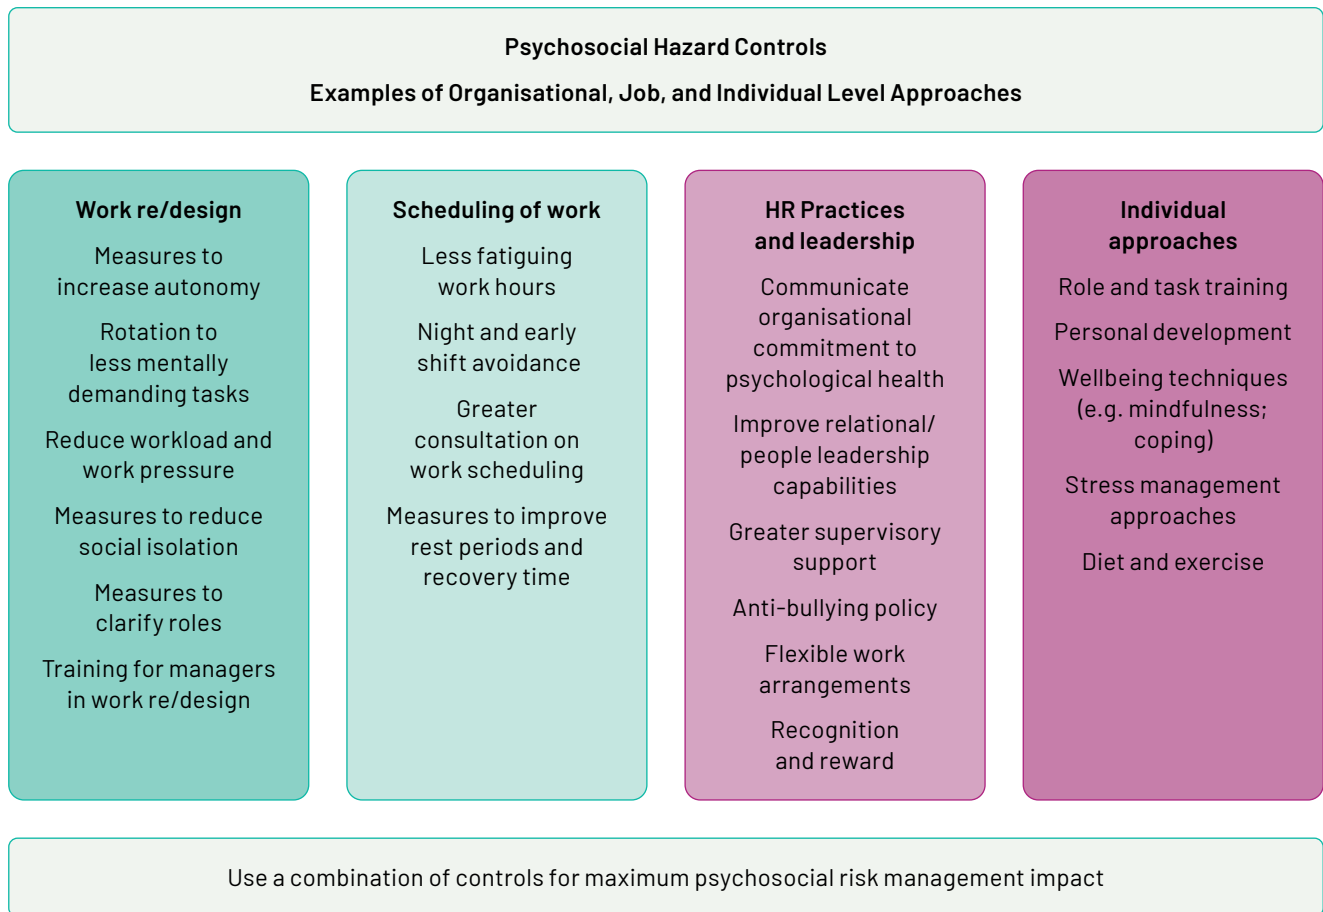 Psychosocial Hazard Controls
Examples of Organisational, Job, and Individual Level Approaches
Work re/design
Measures to
increase autonomy
Rotation to
less mentally
demanding tasks
Reduce workload and
work pressure
Measures to reduce
social isolation
Measures to
clarify roles
Training for managers
in work re/design
Scheduling of work
Less fatiguing
work hours
Night and early
shift avoidance
Greater
consultation on
work scheduling
Measures to improve
rest periods and
recovery time
HR Practices
and leadership
Communicate
organisational
commitment to
psychological health
Improve relational/
people leadership
capabilities
Greater supervisory
support
Anti-bullying policy
Flexible work
arrangements
Recognition
and reward
Individual
approaches
Role and task training
Personal development
Wellbeing techniques
(e.g. mindfulness;
coping)
Stress management
approaches
Diet and exercise
Use a combination of controls for maximum psychosocial risk management impact